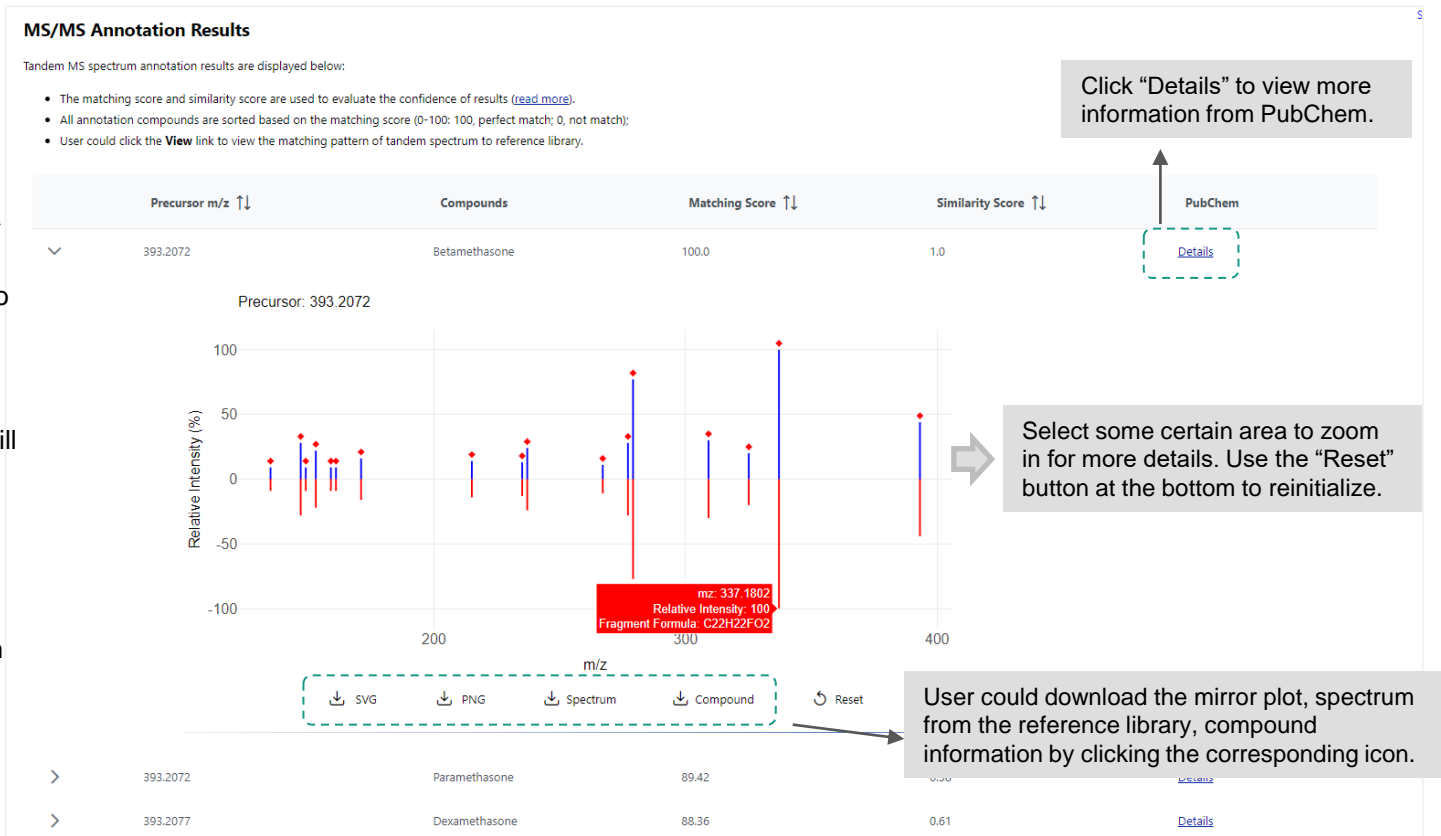 MS/MS Annotation Results
S
Tandem MS spectrum annotation results are displayed below:
• The matching score and similarity score are used to evaluate the confidence of results (read more).
• All annotation compounds are sorted based on the matching score (0-100: 100, perfect match; 0, not match);
• User could click the View link to view the matching pattern of tandem spectrum to reference library.
Click “Details” to view more
information from PubChem.
Precursor m/z Compounds Matching Score Similarity Score PubChem
393.2072 Betamethasone 100.0 1.0 Details
Precursor: 393.2072
Relative Intensity (%)
100
50
0
-50
-100
mz: 337.1802
Relative Intensity: 100
Fragment Formula: C22H22FO2
200 300 400
m/z
Select some certain area to zoom
in for more details. Use the “Reset”
button at the bottom to reinitialize.
SVG PNG Spectrum Compound Reset
User could download the mirror plot, spectrum
from the reference library, compound
information by clicking the corresponding icon.
393.2072 Paramethasone 89.42 Details
393.2077 Dexamethasone 88.36 0.61 Details